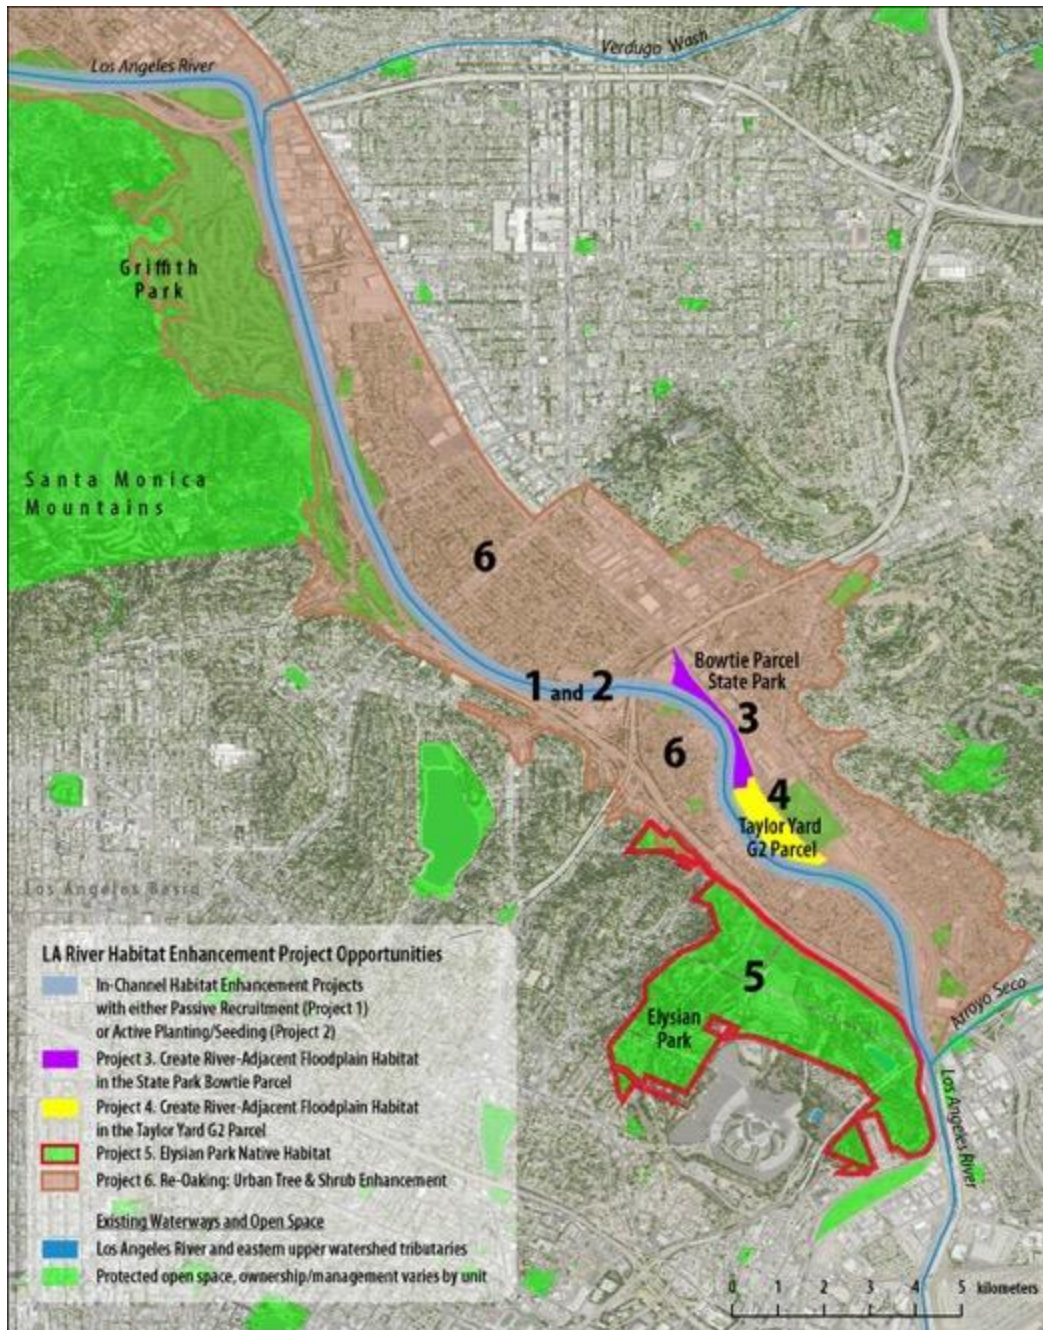 Los Angeles River
Verdugo Wash
Griffith
Park
Santa Monica
Mountains
6
1 and 2
Bowtie Parcel
State Park
3
6
4
Taylor Yard
G2 Parcel
5
Elysian
Park
Arroyo Seco
Los Angeles River
Los Angeles Basin
LA River Habitat Enhancement Project Opportunities
In-Channel Habitat Enhancement Projects
with either Passive Recruitment (Project 1)
or Active Planting/Seeding (Project 2)
Project 3. Create River-Adjacent Floodplain Habitat
in the State Park Bowtie Parcel
Project 4. Create River-Adjacent Floodplain Habitat
in the Taylor Yard G2 Parcel
Project 5. Elysian Park Native Habitat
Project 6. Re-Oaking: Urban Tree & Shrub Enhancement
Existing Waterways and Open Space
Los Angeles River and eastern upper watershed tributaries
Protected open space, ownership/management varies by unit
0 1 2 3 4 5 kilometers